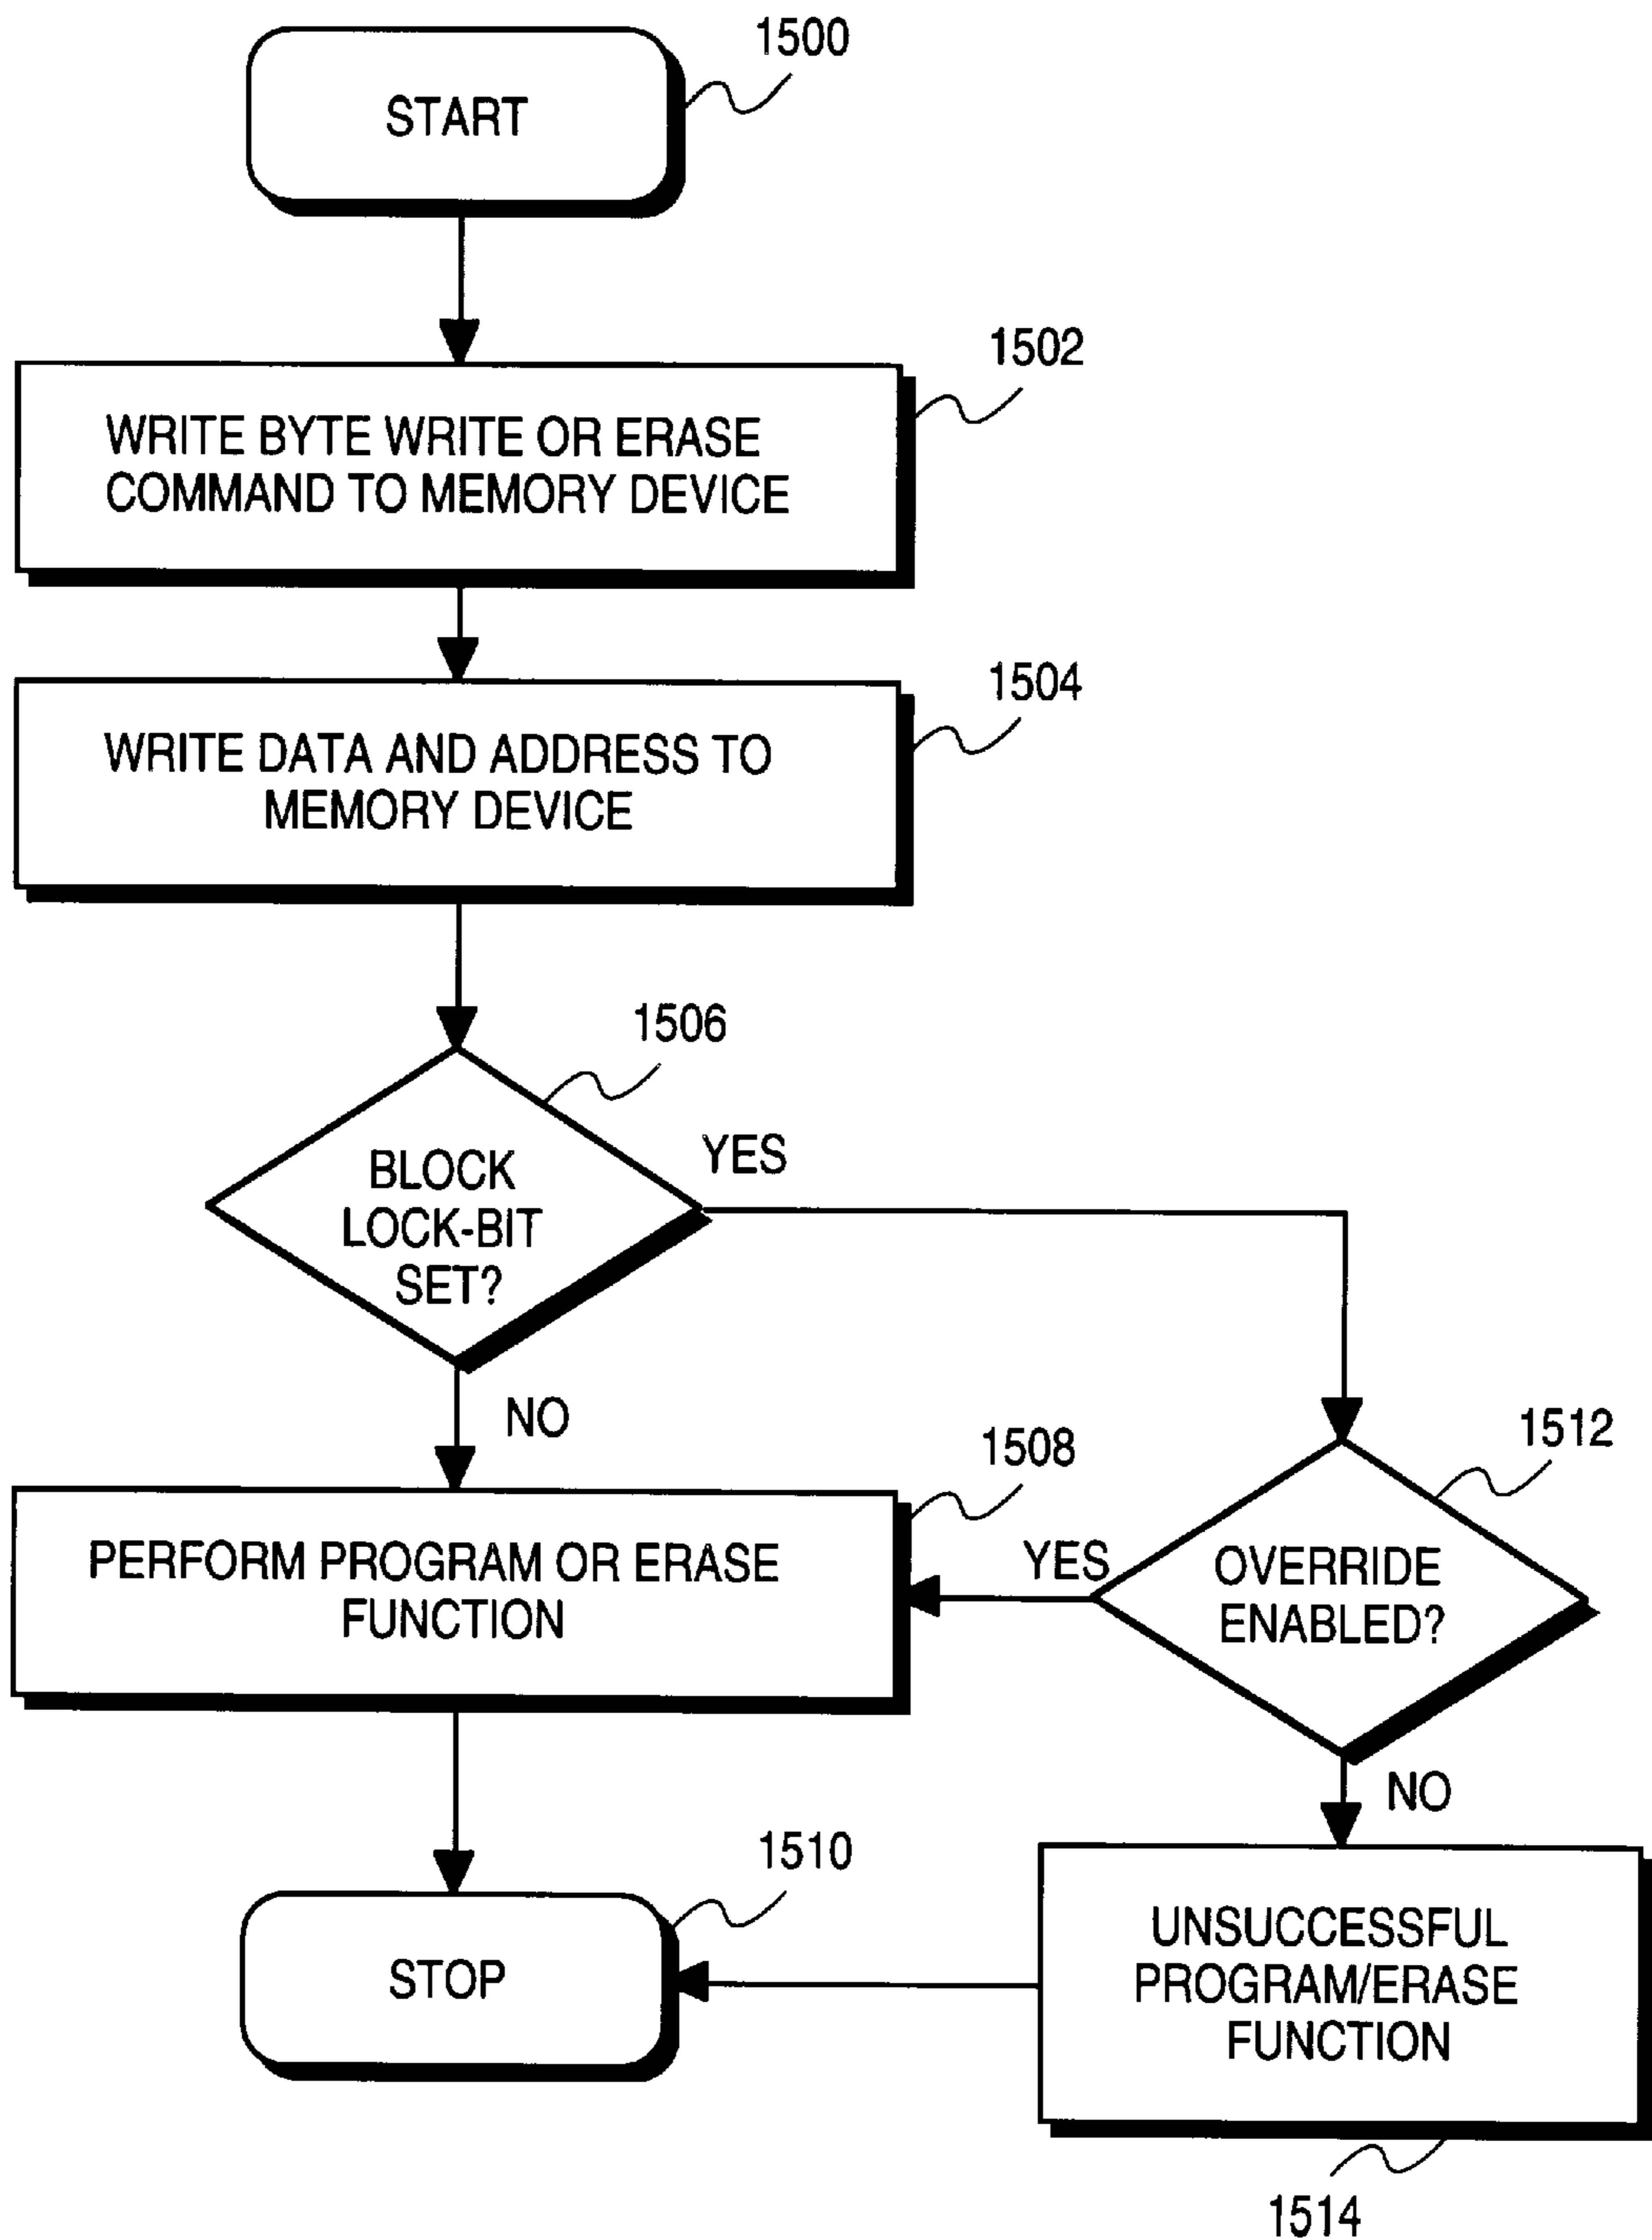 1500
START
1502
WRITE BYTE WRITE OR ERASE
COMMAND TO MEMORY DEVICE
1504
WRITE DATA AND ADDRESS TO
MEMORY DEVICE
1506
BLOCK
LOCK-BIT
SET?
YES
NO
1508
PERFORM PROGRAM OR ERASE
FUNCTION
1512
YES
OVERRIDE
ENABLED?
NO
1510
STOP
UNSUCCESSFUL
PROGRAM/ERASE
FUNCTION
1514